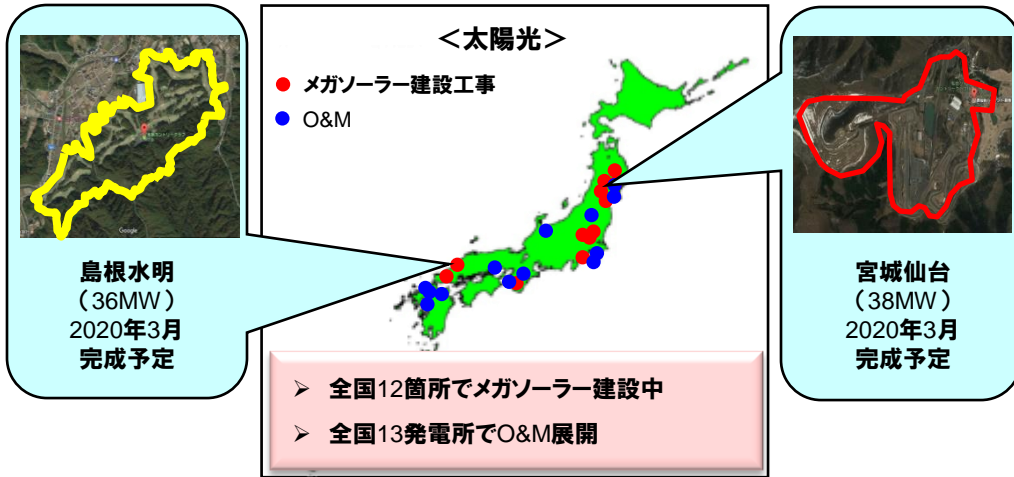 <太陽光>
● メガソーラー建設工事
● O&M
Google
島根水明
(36MW)
2020年3月
完成予定
宮城仙台
(38MW)
2020年3月
完成予定
➢ 全国12箇所でメガソーラー建設中
➢ 全国13発電所でO&M展開